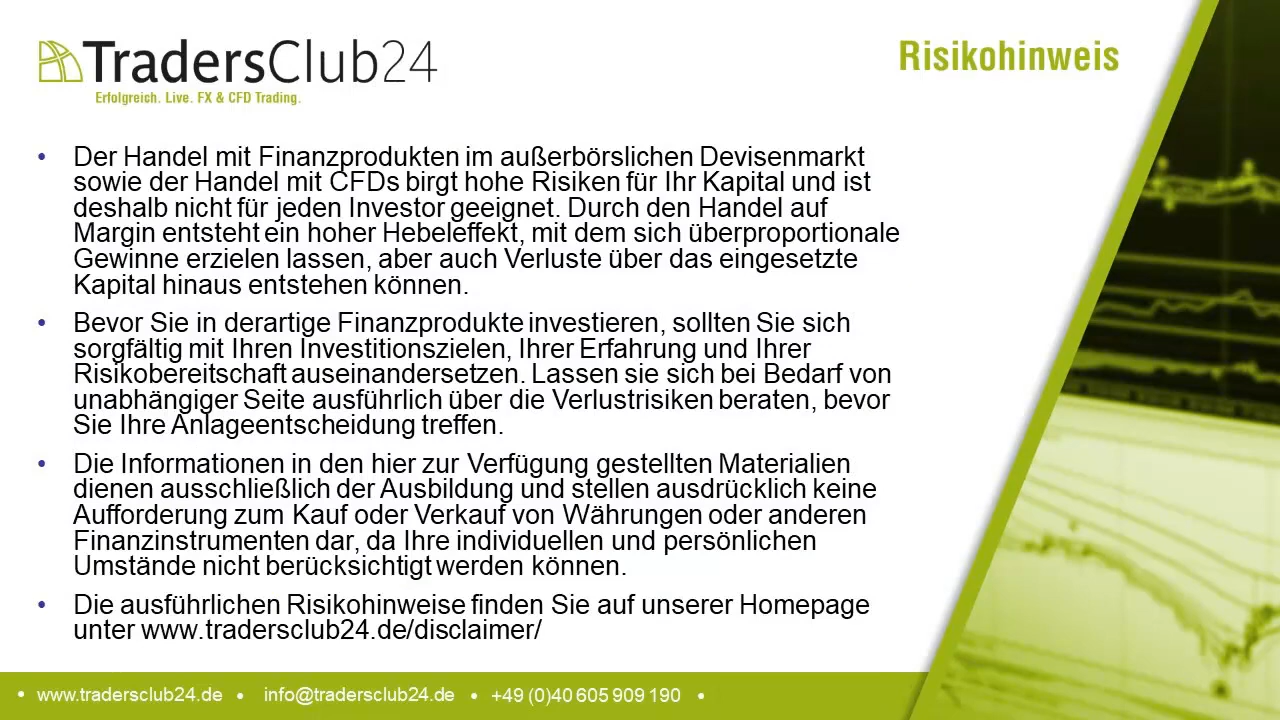 TradersClub24
Erfolgreich. Live. FX & CFD Trading.
Risikohinweis
• Der Handel mit Finanzprodukten im außerbörslichen Devisenmarkt
sowie der Handel mit CFDs birgt hohe Risiken für Ihr Kapital und ist
deshalb nicht für jeden Investor geeignet. Durch den Handel auf
Margin entsteht ein hoher Hebeleffekt, mit dem sich überproportionale
Gewinne erzielen lassen, aber auch Verluste über das eingesetzte
Kapital hinaus entstehen können.
• Bevor Sie in derartige Finanzprodukte investieren, sollten Sie sich
sorgfältig mit Ihren Investitionszielen, Ihrer Erfahrung und Ihrer
Risikobereitschaft auseinandersetzen. Lassen sie sich bei Bedarf von
unabhängiger Seite ausführlich über die Verlustrisiken beraten, bevor
Sie Ihre Anlageentscheidung treffen.
• Die Informationen in den hier zur Verfügung gestellten Materialien
dienen ausschließlich der Ausbildung und stellen ausdrücklich keine
Aufforderung zum Kauf oder Verkauf von Währungen oder anderen
Finanzinstrumenten dar, da Ihre individuellen und persönlichen
Umstände nicht berücksichtigt werden können.
• Die ausführlichen Risikohinweise finden Sie auf unserer Homepage
unter www.tradersclub24.de/disclaimer/
• www.tradersclub24.de • info@tradersclub24.de • +49 (0)40 605 909 190 •